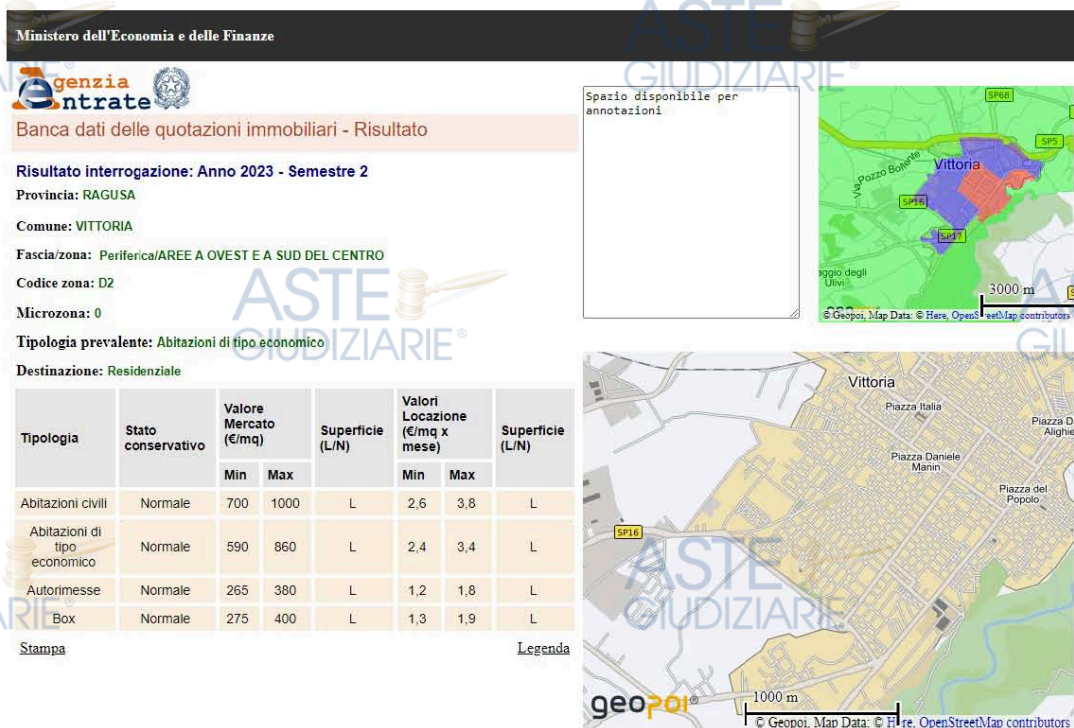 Ministero dell'Economia e delle Finanze
ASTE
GIUDIZIARIE®
Agenzia
Entrate
Banca dati delle quotazioni immobiliari - Risultato
Risultato interrogazione: Anno 2023 - Semestre 2
Provincia: RAGUSA
Comune: VITTORIA
Fascia/zona: Periferica/AREE A OVEST E A SUD DEL CENTRO
Codice zona: D2
Microzona: 0
Tipologia prevalente: Abitazioni di tipo economico
Destinazione: Residenziale
ASTE
GIUDIZIARIE®
Tipologia Stato conservativo Valore Mercato (€/mq) Superficie (L/N) Valori Locazione (€/mq x mese) Superficie (L/N)
Min Max Min Max
Abitazioni civili Normale 700 1000 L 2,6 3,8 L
Abitazioni di tipo economico Normale 590 860 L 2,4 3,4 L
Autorimesse Normale 265 380 L 1,2 1,8 L
Box Normale 275 400 L 1,3 1,9 L
Stampa Legenda
Spazio disponibile per
annotazioni
SP68
SP5
Vittoria
Via Pozzo Bollente
SP16
SP17
aggio degli
Ulivi
3000 m
© Geopoi, Map Data: © Here, OpenStreetMap contributors
Vittoria
Piazza Italia
Piazza D
Alighie
Piazza Daniele
Manin
Piazza del
Popolo
SP16
ASTE
GIUDIZIARIE®
geopoi®
1000 m
© Geopoi, Map Data: © Here, OpenStreetMap contributors